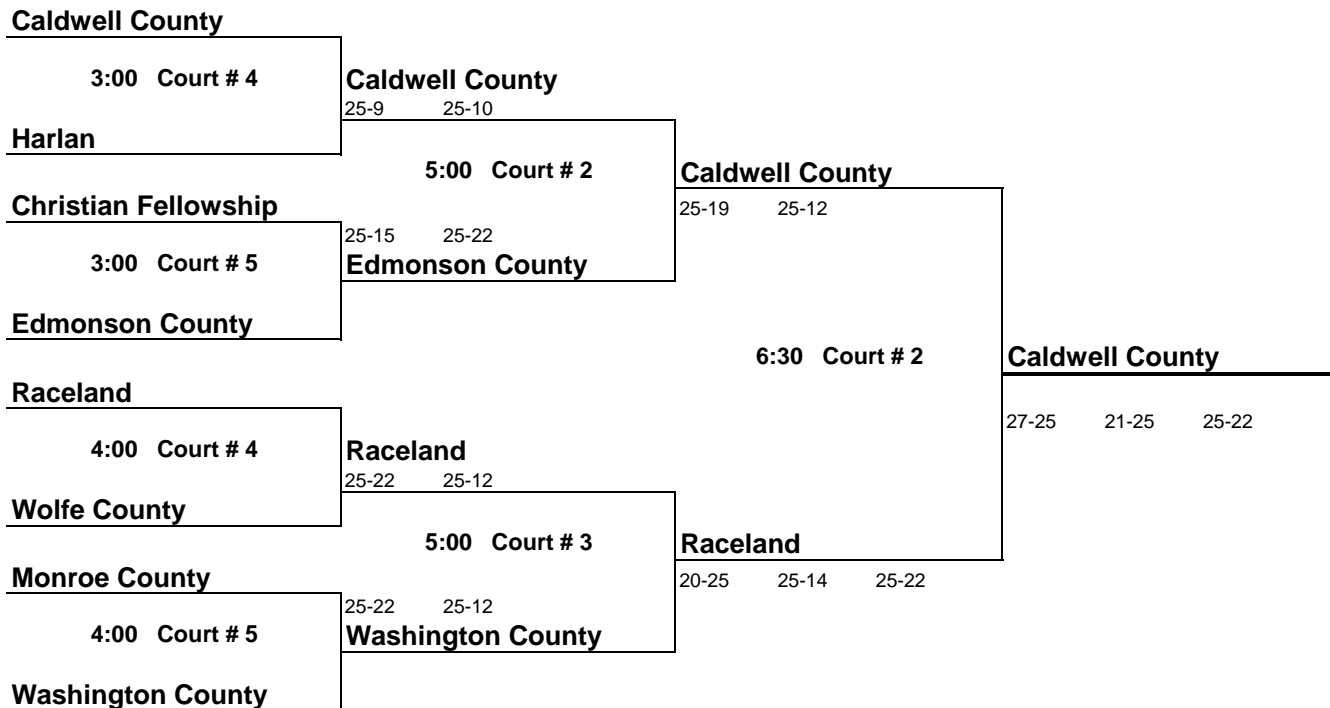 Caldwell County
3:00 Court # 4
Caldwell County
25-9 25-10
Harlan
5:00 Court # 2
Caldwell County
25-19 25-12
Christian Fellowship
25-15 25-22
3:00 Court # 5
Edmonson County
Edmonson County
6:30 Court # 2
Caldwell County
27-25 21-25 25-22
Raceland
4:00 Court # 4
Raceland
25-22 25-12
Wolfe County
5:00 Court # 3
Raceland
20-25 25-14 25-22
Monroe County
25-22 25-12
4:00 Court # 5
Washington County
Washington County